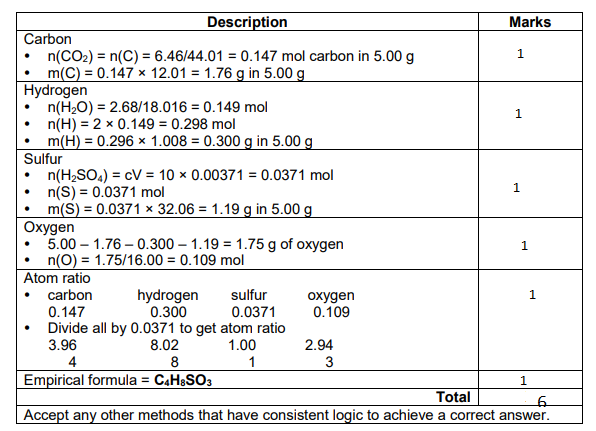 Description Marks
Carbon
• n(CO₂) = n(C) = 6.46/44.01 = 0.147 mol carbon in 5.00 g 1
• m(C) = 0.147 × 12.01 = 1.76 g in 5.00 g
Hydrogen
• n(H₂O) = 2.68/18.016 = 0.149 mol
• n(H) = 2 × 0.149 = 0.298 mol 1
• m(H) = 0.296 × 1.008 = 0.300 g in 5.00 g
Sulfur
• n(H₂SO₄) = cV = 10 × 0.00371 = 0.0371 mol
• n(S) = 0.0371 mol 1
• m(S) = 0.0371 × 32.06 = 1.19 g in 5.00 g
Oxygen
• 5.00 – 1.76 – 0.300 – 1.19 = 1.75 g of oxygen 1
• n(O) = 1.75/16.00 = 0.109 mol
Atom ratio
• carbon hydrogen sulfur oxygen 1
0.147 0.300 0.0371 0.109
• Divide all by 0.0371 to get atom ratio
3.96 8.02 1.00 2.94
4 8 1 3
Empirical formula = C₄H₈SO₃ 1
Total 6
Accept any other methods that have consistent logic to achieve a correct answer.